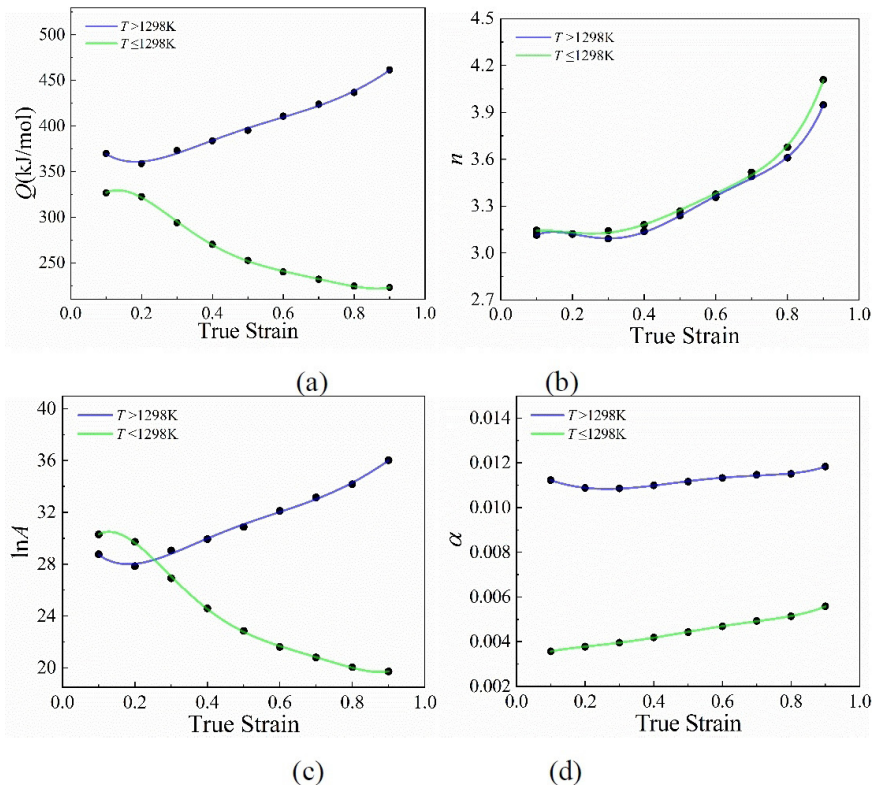 500
450
400
350
300
250
Q(kJ/mol)
T >1298K
T ≤1298K
0.0 0.2 0.4 0.6 0.8 1.0
True Strain
(a)
4.5
4.2
3.9
3.6
3.3
3.0
2.7
n
T >1298K
T ≤1298K
0.0 0.2 0.4 0.6 0.8 1.0
True Strain
(b)
40
36
32
28
24
20
lnA
T >1298K
T <1298K
0.0 0.2 0.4 0.6 0.8 1.0
True Strain
(c)
0.014
0.012
0.010
0.008
0.006
0.004
0.002
α
T >1298K
T ≤1298K
0.0 0.2 0.4 0.6 0.8 1.0
True Strain
(d)